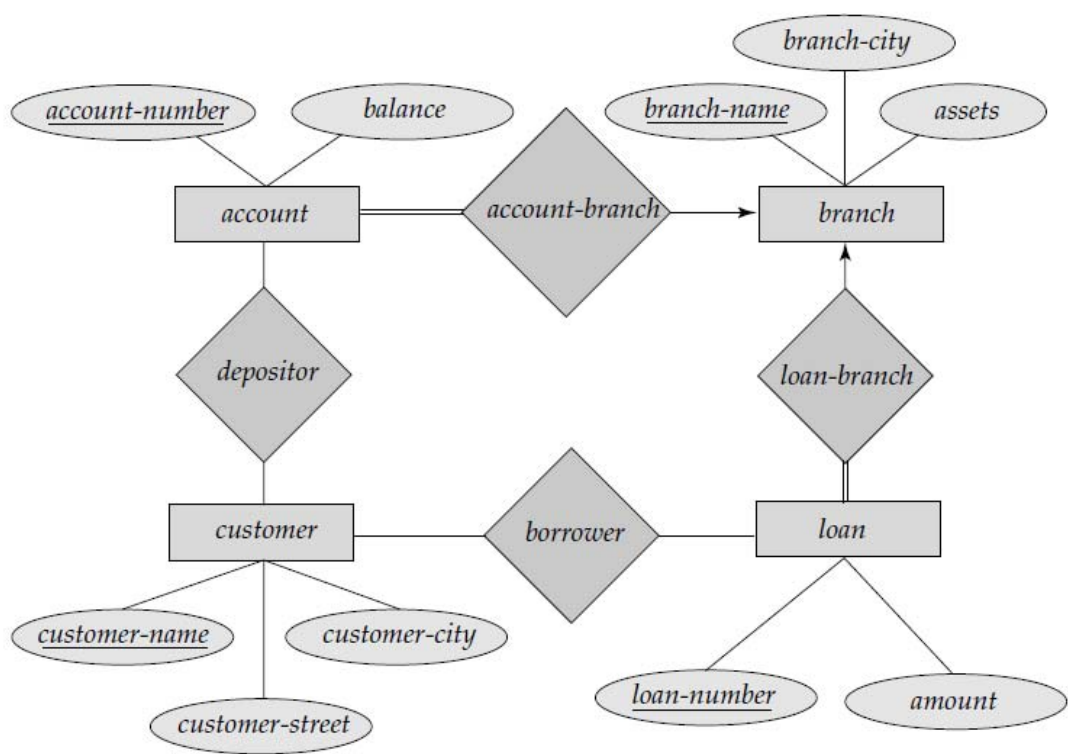 branch-city
account-number
balance
branch-name
assets
account
account-branch
branch
depositor
loan-branch
customer
borrower
loan
customer-name
customer-city
loan-number
amount
customer-street